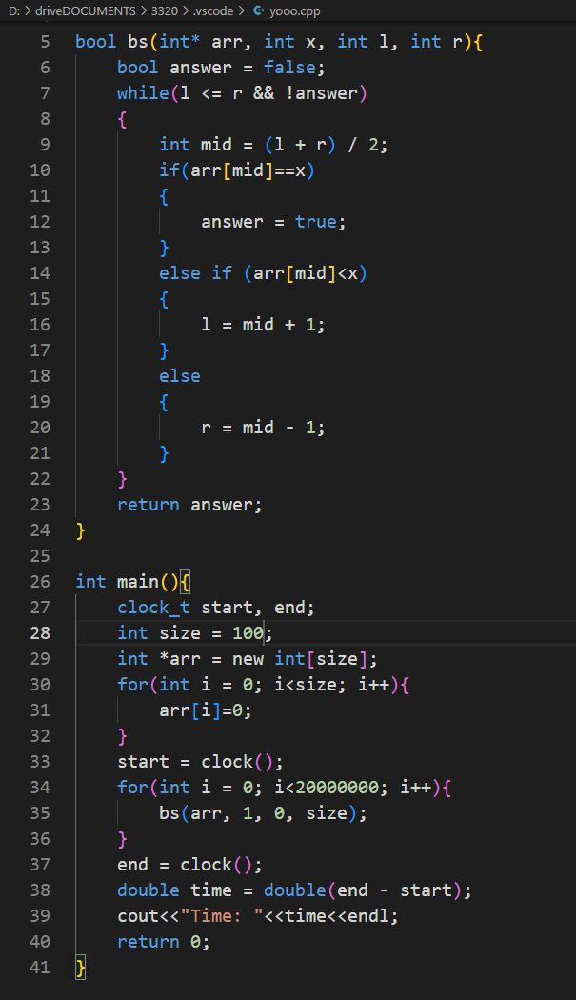 D: > driveDOCUMENTS > 3320 > .vscode > yooo.cpp
5 bool bs(int* arr, int x, int l, int r){
6 bool answer = false;
7 while(l <= r && !answer)
8 {
9 int mid = (l + r) / 2;
10 if(arr[mid]==x)
11 {
12 answer = true;
13 }
14 else if (arr[mid]<x)
15 {
16 l = mid + 1;
17 }
18 else
19 {
20 r = mid - 1;
21 }
22 }
23 return answer;
24 }
25
26 int main(){
27 clock_t start, end;
28 int size = 100;
29 int *arr = new int[size];
30 for(int i = 0; i<size; i++){
31 arr[i]=0;
32 }
33 start = clock();
34 for(int i = 0; i<20000000; i++){
35 bs(arr, 1, 0, size);
36 }
37 end = clock();
38 double time = double(end - start);
39 cout<<"Time: "<<time<<endl;
40 return 0;
41 }